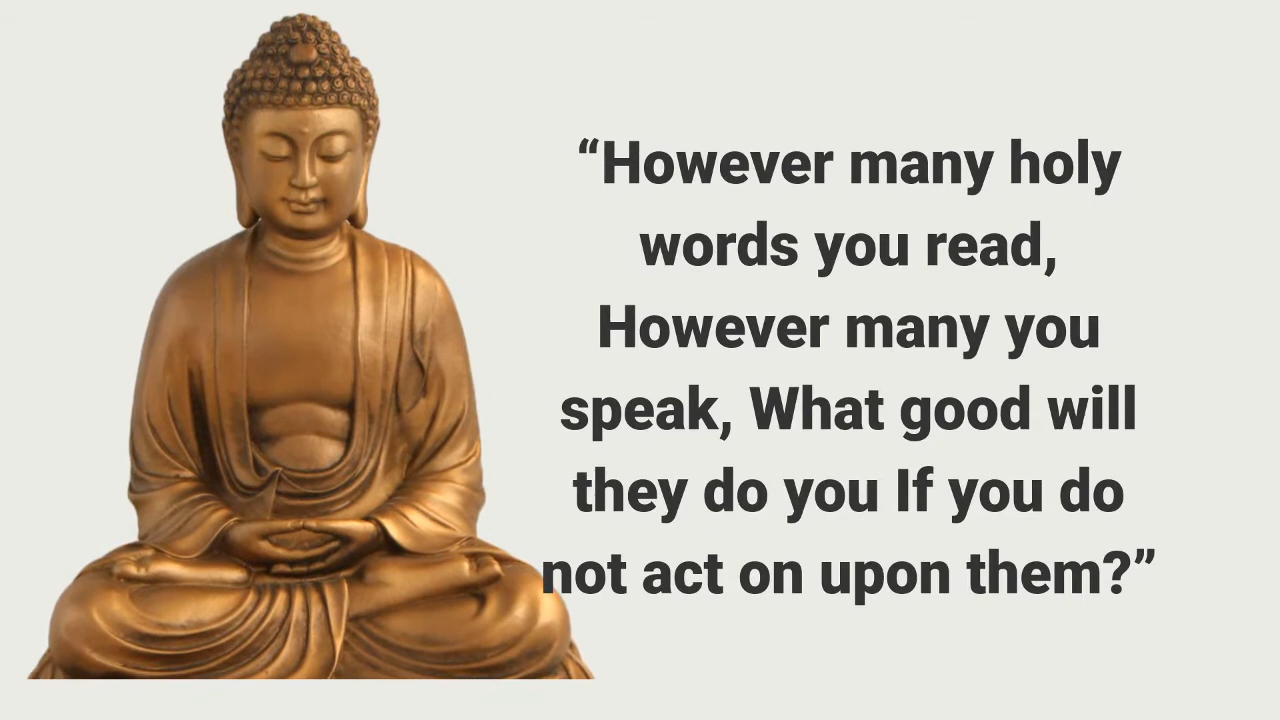 “However many holy
words you read,
However many you
speak, What good will
they do you If you do
not act on upon them?”